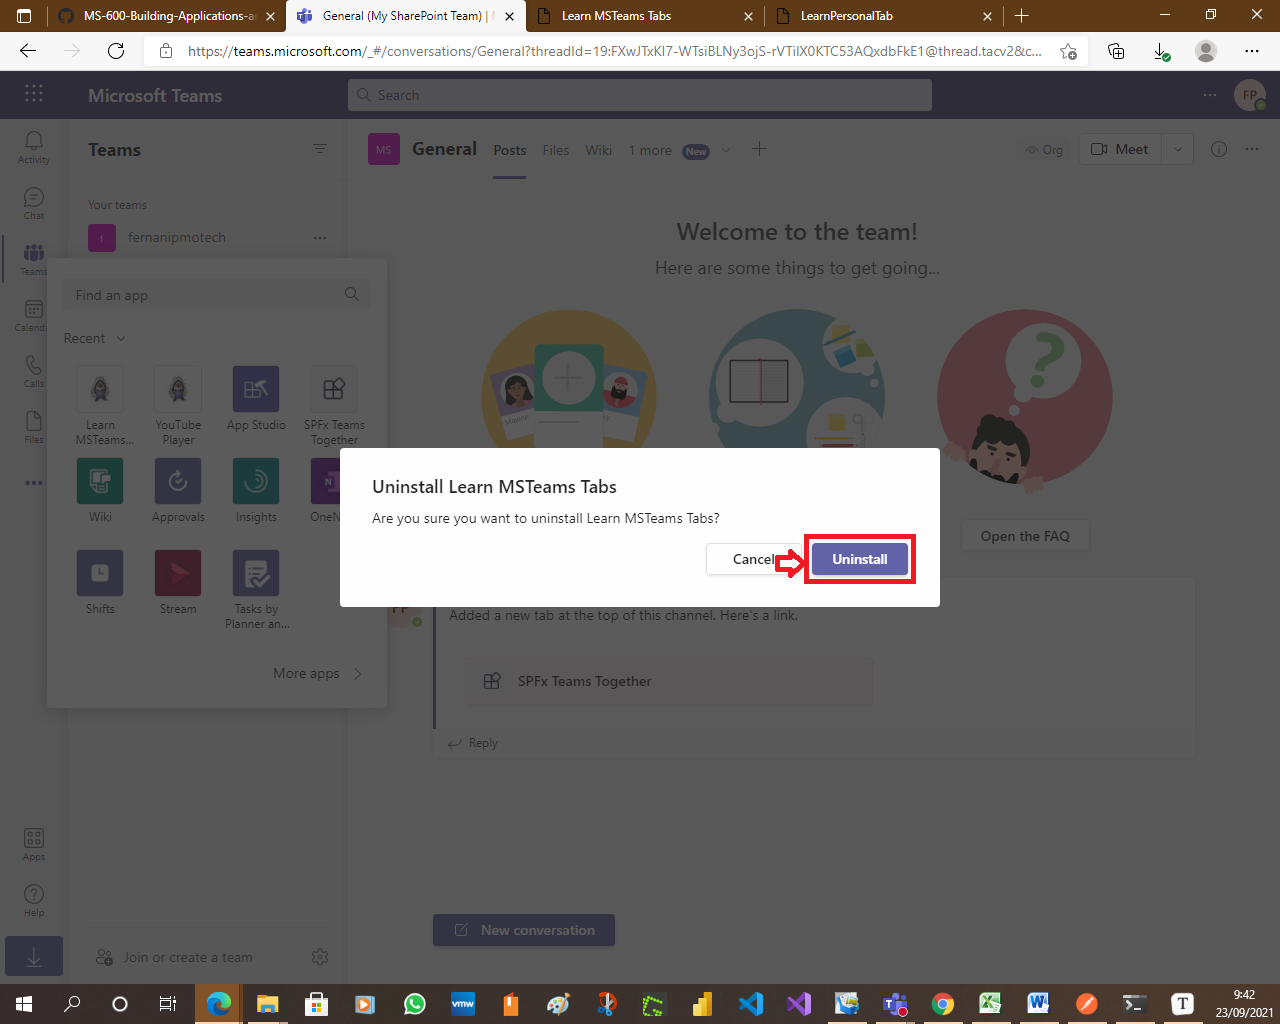 MS-600-Building-Applications-a
General (My SharePoint Team) |
Learn MSTeams Tabs
LearnPersonalTab
https://teams.microsoft.com/_#/conversations/General?threadId=19:FXwJTxKI7-WTsiBLNy3ojS-rVTiIX0KTC53AQxdbFkE1@thread.tacv2&c...
Microsoft Teams
Search
FP
Activity
Chat
Teams
Calenda
Calls
Files
Apps
Help
Teams
Your teams
fernanipmotech
Find an app
Recent
Learn
MSTeams...
YouTube
Player
App Studio
SPFx Teams
Together
Wiki
Approvals
Insights
Shifts
Stream
Tasks by
Planner an...
More apps
Join or create a team
MS
General
Posts
Files
Wiki
1 more
New
Org
Meet
Welcome to the team!
Here are some things to get going...
Maxine
Open the FAQ
Uninstall Learn MSTeams Tabs
Are you sure you want to uninstall Learn MSTeams Tabs?
Cancel
Uninstall
FP
Added a new tab at the top of this channel. Here's a link.
SPFx Teams Together
Reply
New conversation
vmw
9:42
23/09/2021